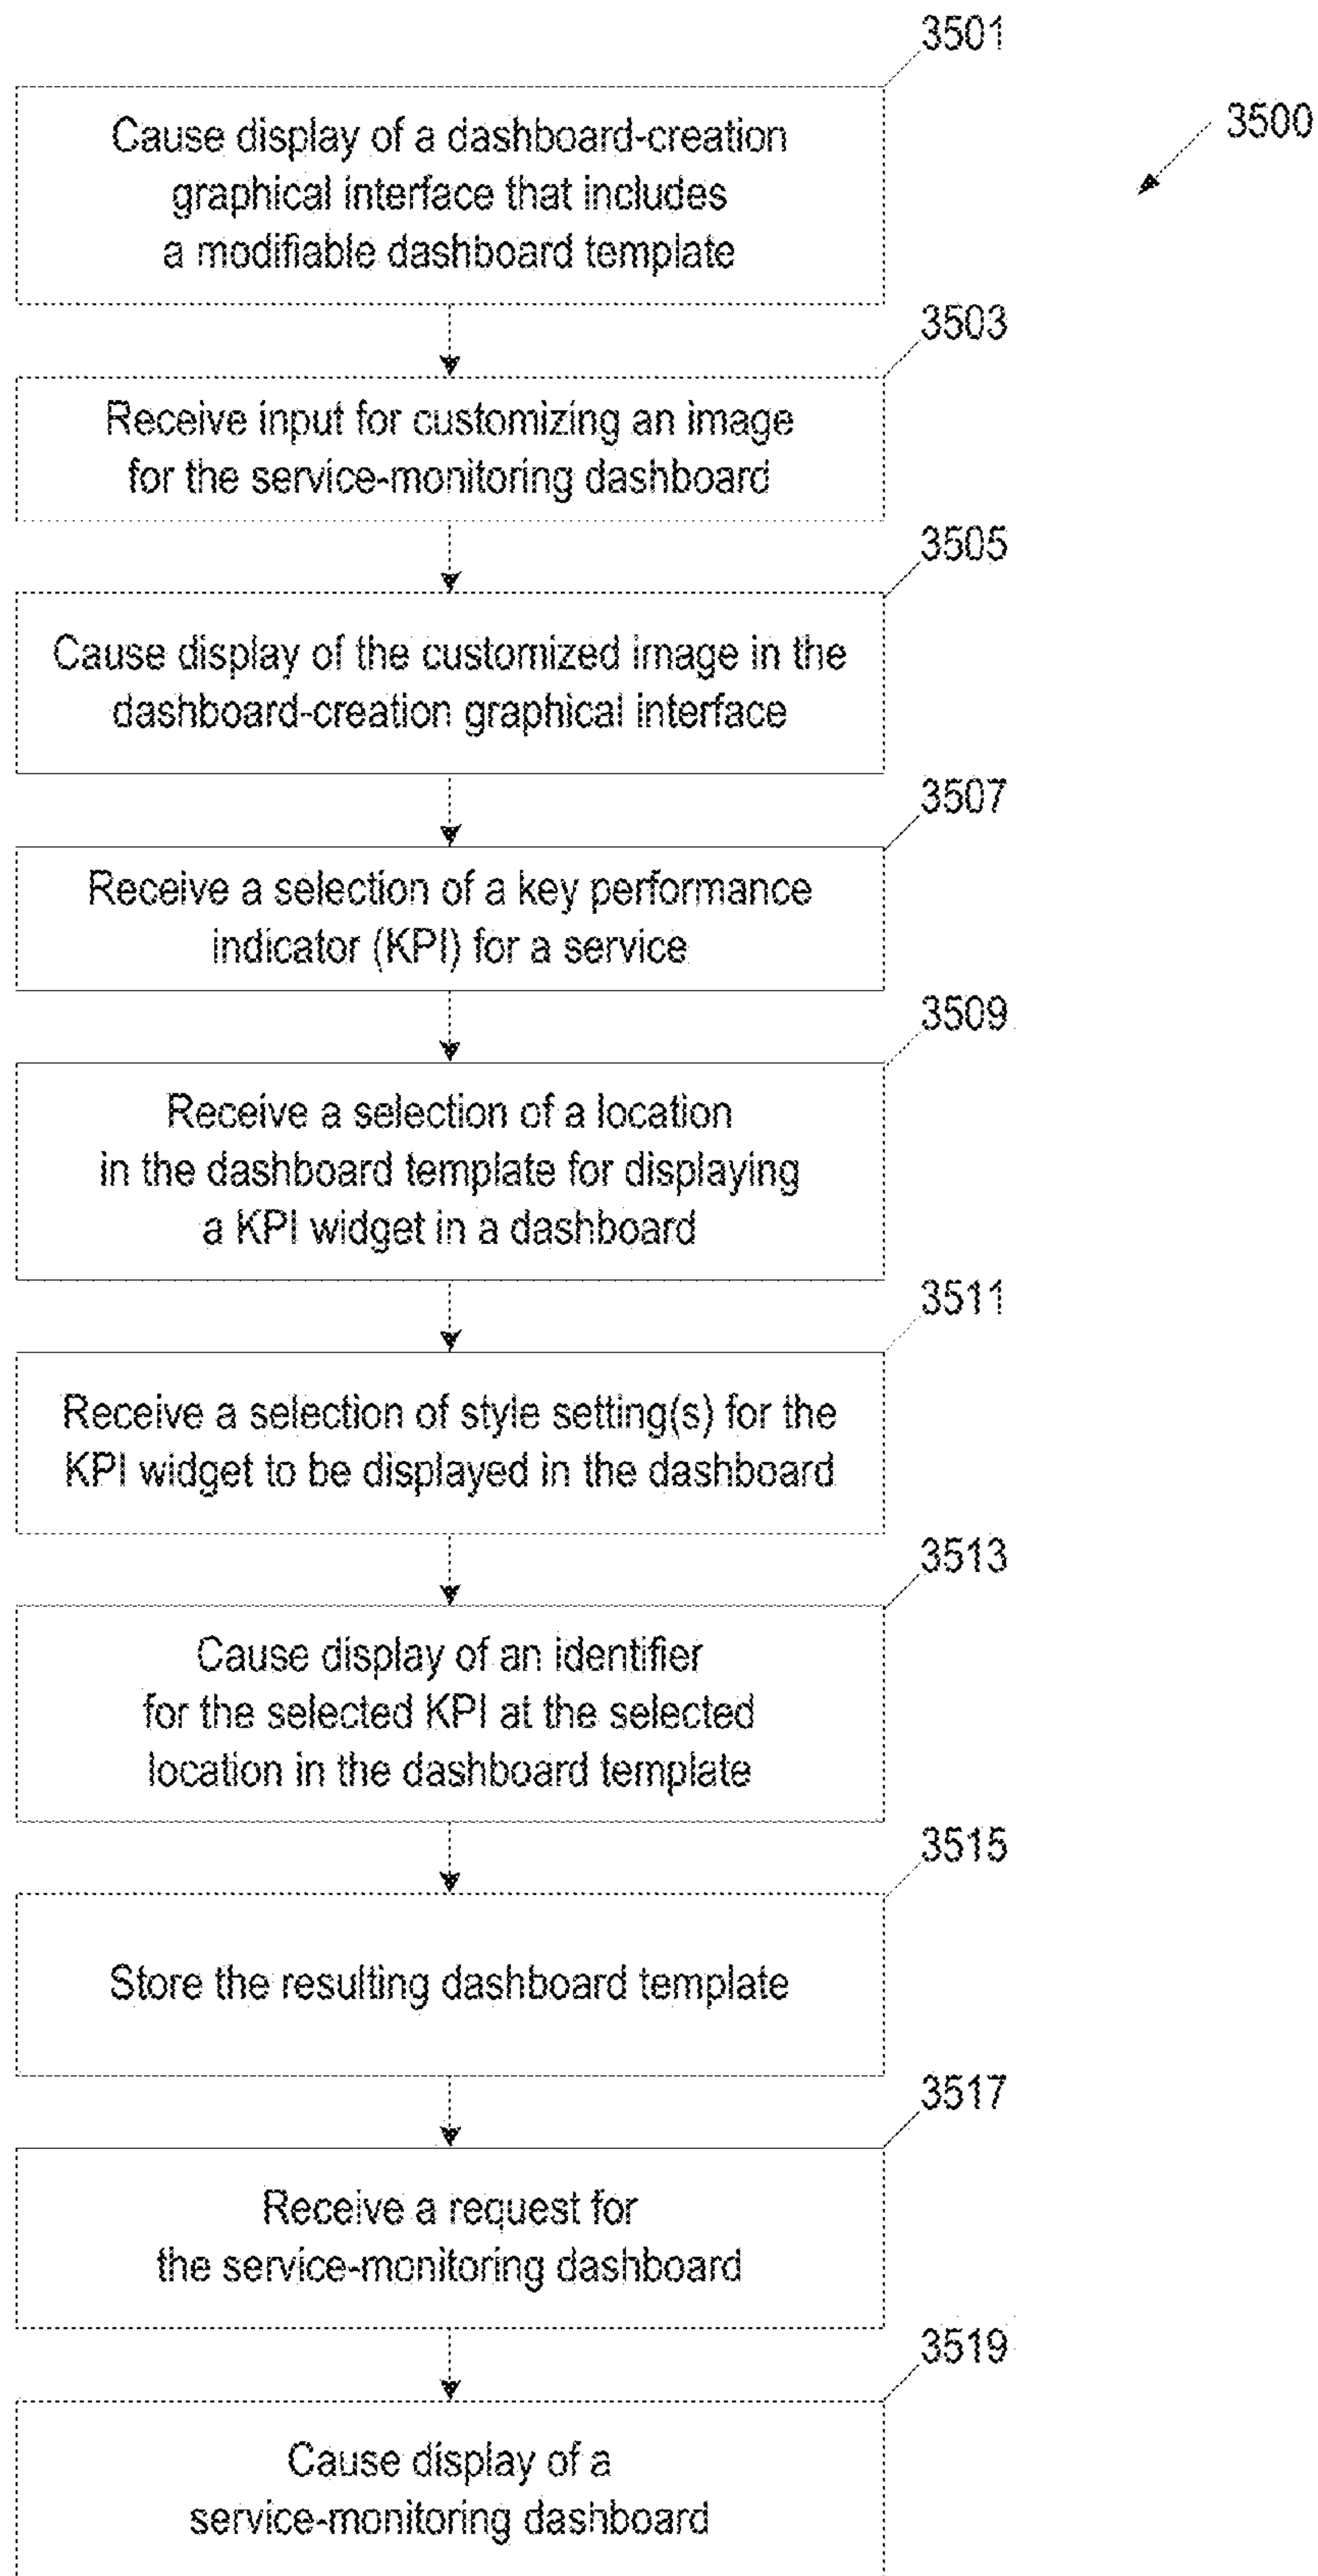 3501
3500
Cause display of a dashboard-creation
graphical interface that includes
a modifiable dashboard template
3503
Receive input for customizing an image
for the service-monitoring dashboard
3505
Cause display of the customized image in the
dashboard-creation graphical interface
3507
Receive a selection of a key performance
indicator (KPI) for a service
3509
Receive a selection of a location
in the dashboard template for displaying
a KPI widget in a dashboard
3511
Receive a selection of style setting(s) for the
KPI widget to be displayed in the dashboard
3513
Cause display of an identifier
for the selected KPI at the selected
location in the dashboard template
3515
Store the resulting dashboard template
3517
Receive a request for
the service-monitoring dashboard
3519
Cause display of a
service-monitoring dashboard